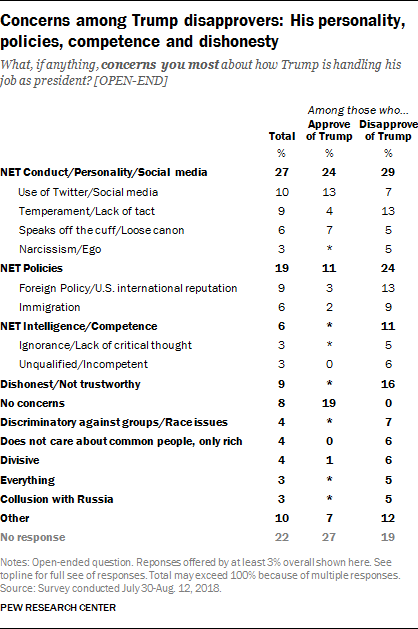 Concerns among Trump disapprovers: His personality,
policies, competence and dishonesty
What, if anything, concerns you most about how Trump is handling his
job as president? [OPEN-END]
Among those who...
Total Approve of Trump Disapprove of Trump
% % %
NET Conduct/Personality/Social media 27 24 29
Use of Twitter/Social media 10 13 7
Temperament/Lack of tact 9 4 13
Speaks off the cuff/Loose canon 6 7 5
Narcissism/Ego 3 * 5
NET Policies 19 11 24
Foreign Policy/U.S. international reputation 9 3 13
Immigration 6 2 9
NET Intelligence/Competence 6 * 11
Ignorance/Lack of critical thought 3 * 5
Unqualified/Incompetent 3 0 6
Dishonest/Not trustworthy 9 * 16
No concerns 8 19 0
Discriminatory against groups/Race issues 4 * 7
Does not care about common people, only rich 4 0 6
Divisive 4 1 6
Everything 3 * 5
Collusion with Russia 3 * 5
Other 10 7 12
No response 22 27 19
Notes: Open-ended question. Reponses offered by at least 3% overall shown here. See
topline for full see of responses. Total may exceed 100% because of multiple responses.
Source: Survey conducted July 30-Aug. 12, 2018.
PEW RESEARCH CENTER